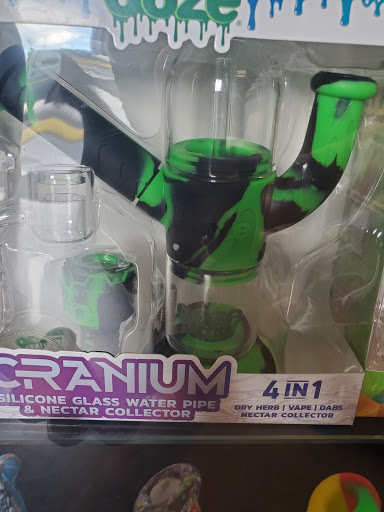 ooze
CRANIUM
SILICONE GLASS WATER PIPE
& NECTAR COLLECTOR
4 IN 1
DRY HERB | VAPE | DABS
NECTAR COLLECTOR